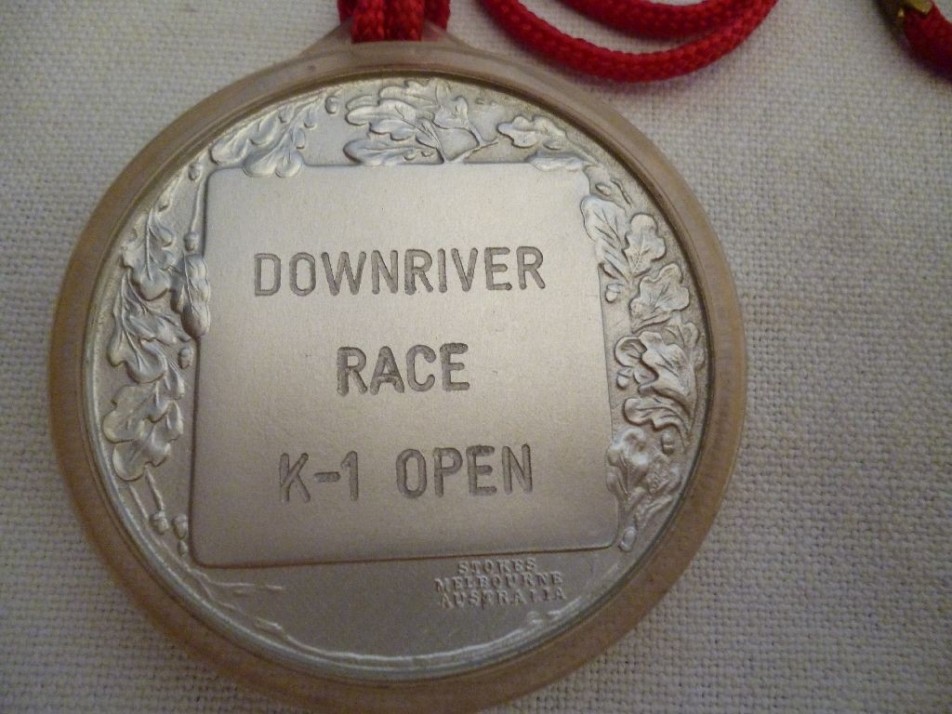 DOWNRIVER
RACE
K-1 OPEN
STOKES
MELBOURNE
AUSTRALIA